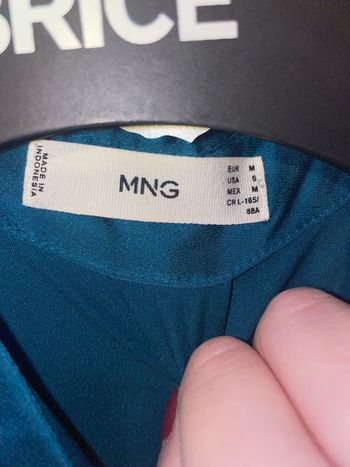 BRICE
MADE IN
INDONESIA
MNG
EUR M
USA 6
MEX M
CN L-165/
88A